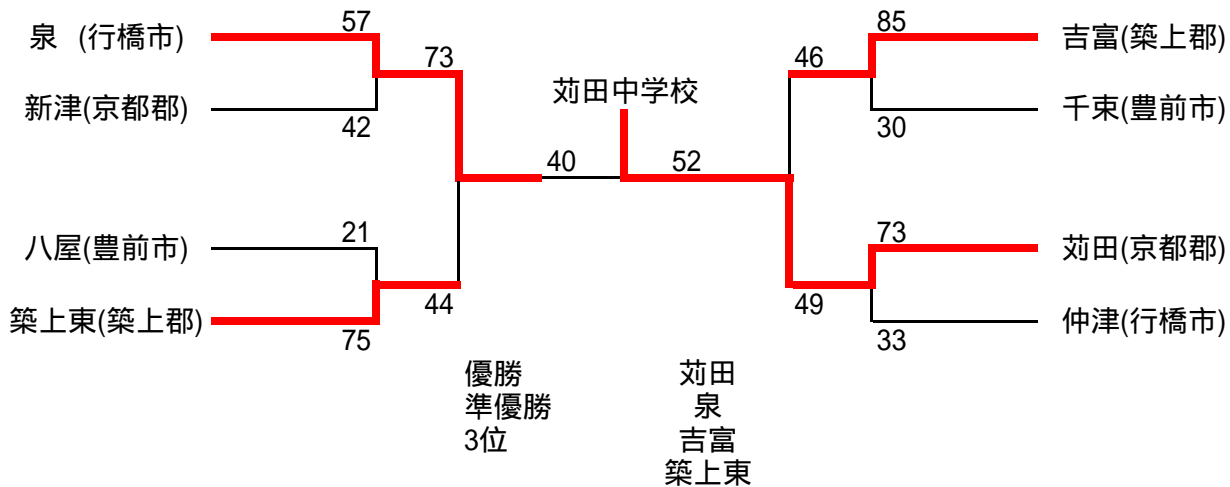 57
85
泉 (行橋市)
吉富(築上郡)
73
46
苅田中学校
新津(京都郡)
千束(豊前市)
42
30
40
52
21
73
八屋(豊前市)
苅田(京都郡)
44
49
築上東(築上郡)
仲津(行橋市)
75
33
優勝 苅田
準優勝 泉
3位 吉富
築上東